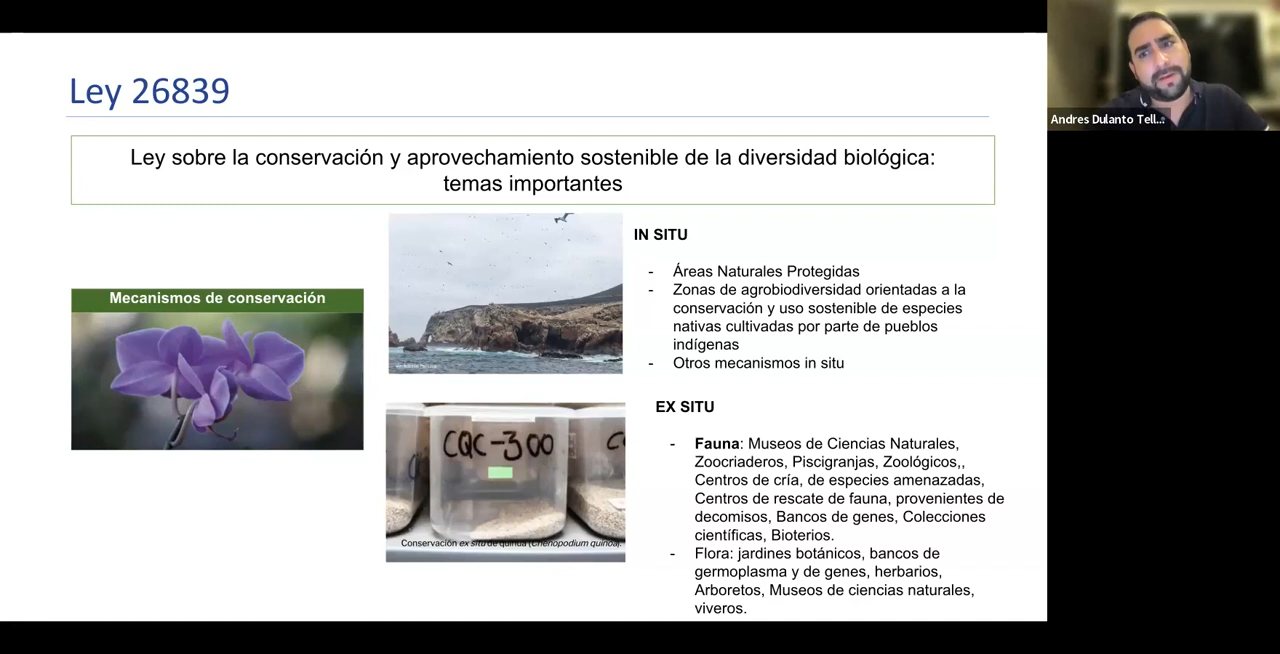 Ley 26839
Andres Dulanto Tell...
Ley sobre la conservación y aprovechamiento sostenible de la diversidad biológica:
temas importantes
Mecanismos de conservación
IN SITU
- Áreas Naturales Protegidas
- Zonas de agrobiodiversidad orientadas a la
conservación y uso sostenible de especies
nativas cultivadas por parte de pueblos
indígenas
- Otros mecanismos in situ
CQC-300
Conservación ex situ de quinua (Chenopodium quinoa).
EX SITU
- Fauna: Museos de Ciencias Naturales,
Zoocriaderos, Piscigranjas, Zoológicos,,
Centros de cría, de especies amenazadas,
Centros de rescate de fauna, provenientes de
decomisos, Bancos de genes, Colecciones
científicas, Bioterios.
- Flora: jardines botánicos, bancos de
germoplasma y de genes, herbarios,
Arboretos, Museos de ciencias naturales,
viveros.